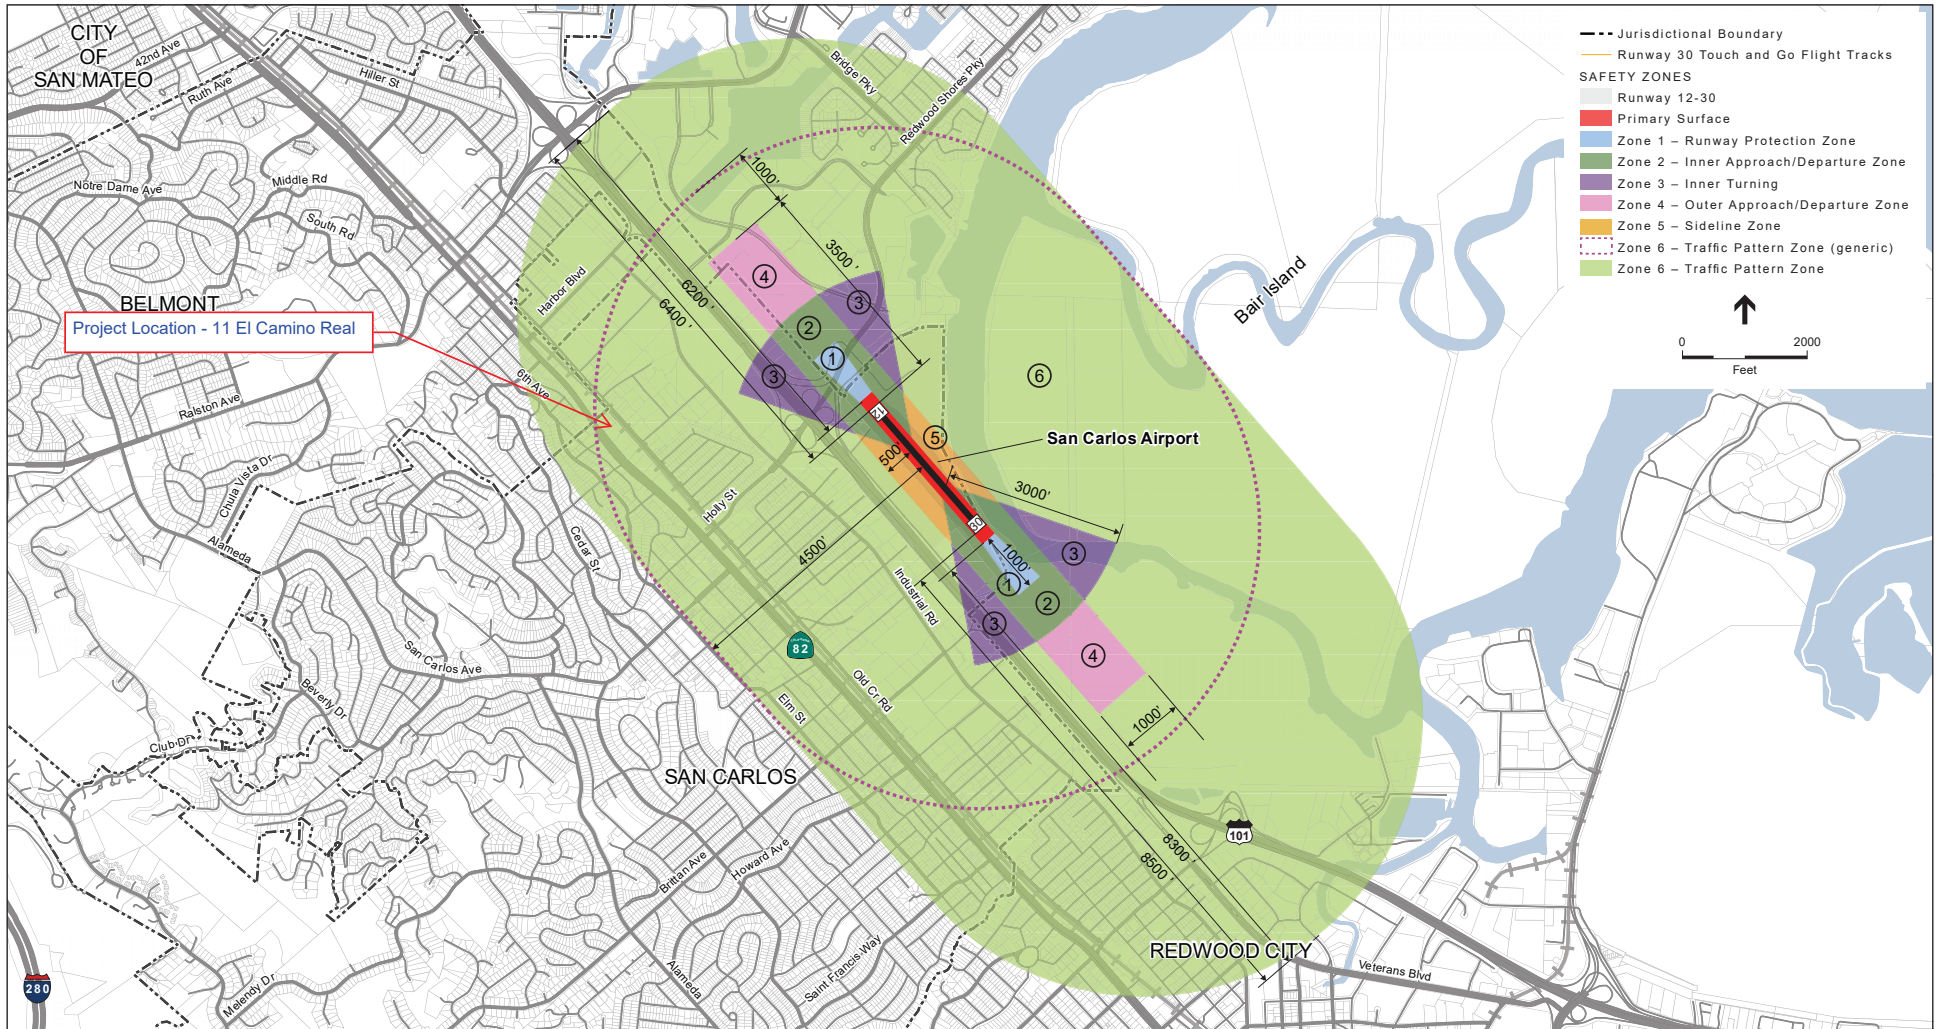 CITY
OF
SAN MATEO
42nd Ave
Ruth Ave
Hiller St
Bridge Pky
Redwood Shores Pky
Notre Dame Ave
Middle Rd
South Rd
Harbor Blvd
BELMONT
Project Location - 11 El Camino Real
6th Ave
Ralston Ave
Chula Vista Dr
Alameda
Cedar St
Holly St
1000'
3500'
6200'
6400'
4
3
2
1
3
12
5
500'
San Carlos Airport
6
3000'
30
1000'
3
1
2
3
4
4500'
Industrial Rd
82
Old Cr Rd
Elm St
1000'
San Carlos Ave
Beverly Dr
Club Dr
SAN CARLOS
Brittan Ave
Howard Ave
Saint Francis Way
Alameda
Melendy Dr
280
101
8300'
8500'
REDWOOD CITY
Veterans Blvd
Bair Island
Jurisdictional Boundary
Runway 30 Touch and Go Flight Tracks
SAFETY ZONES
Runway 12-30
Primary Surface
Zone 1 – Runway Protection Zone
Zone 2 – Inner Approach/Departure Zone
Zone 3 – Inner Turning
Zone 4 – Outer Approach/Departure Zone
Zone 5 – Sideline Zone
Zone 6 – Traffic Pattern Zone (generic)
Zone 6 – Traffic Pattern Zone
0 2000
Feet